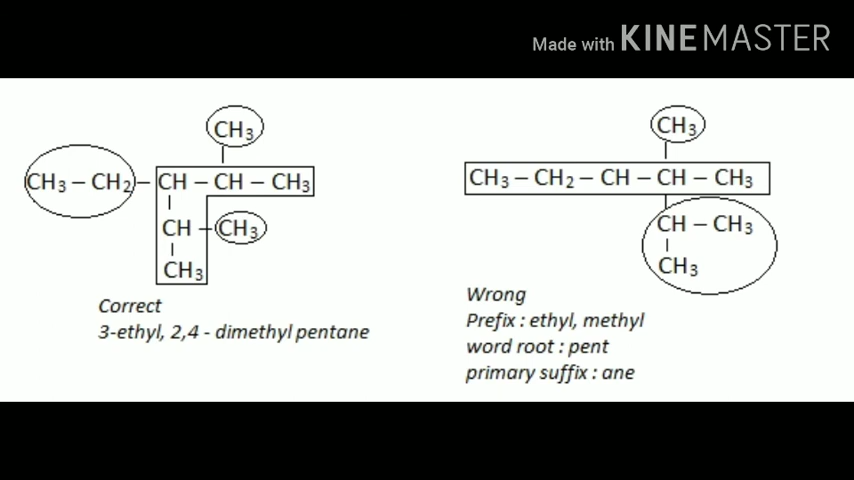 Made with KINEMASTER
CH₃
CH₃ – CH₂ – CH – CH – CH₃
CH – CH₃
CH₃
Correct
3-ethyl, 2,4 - dimethyl pentane
CH₃
CH₃ – CH₂ – CH – CH – CH₃
CH – CH₃
CH₃
Wrong
Prefix : ethyl, methyl
word root : pent
primary suffix : ane